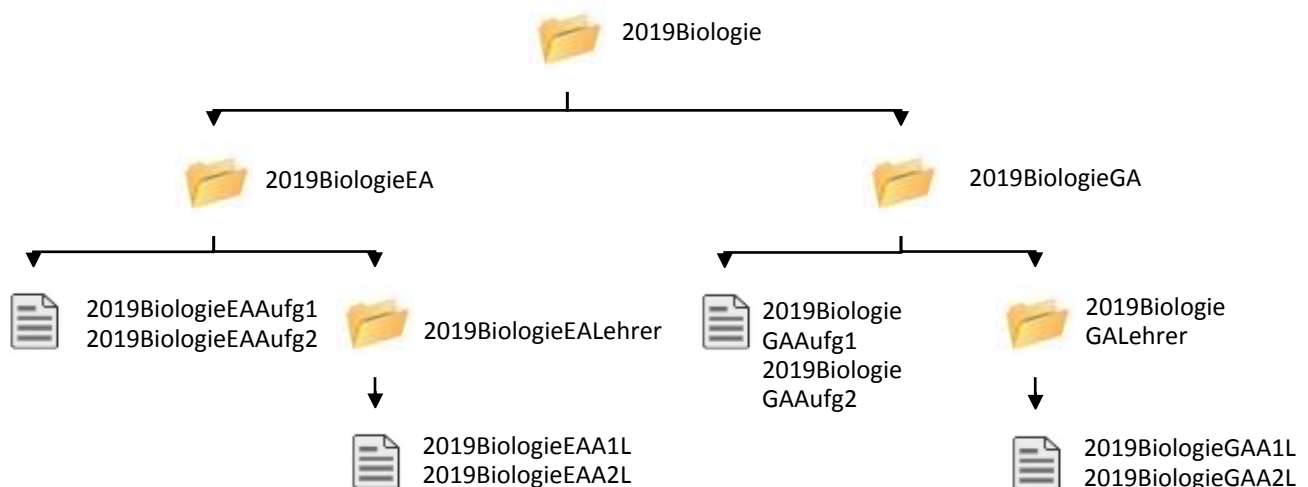 2019Biologie
2019BiologieEA
2019BiologieGA
2019BiologieEAAufg1
2019BiologieEAAufg2
2019BiologieEALehrer
2019Biologie
GAAufg1
2019Biologie
GAAufg2
2019Biologie
GALehrer
2019BiologieEAA1L
2019BiologieEAA2L
2019BiologieGAA1L
2019BiologieGAA2L